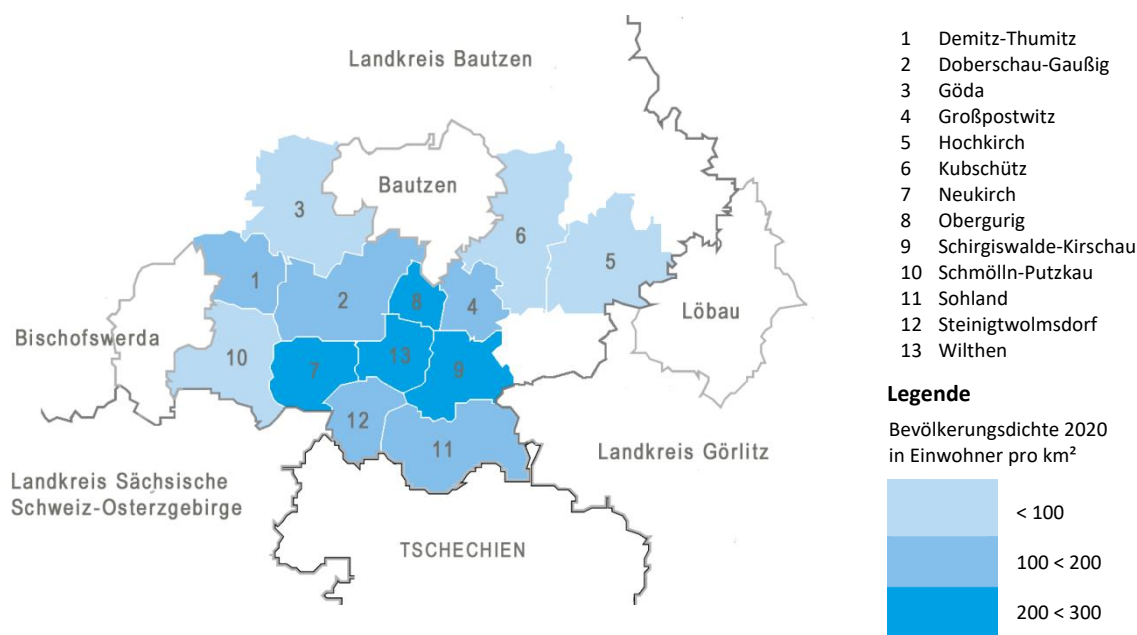 Landkreis Bautzen
Bautzen
3
6
5
1
2
8
4
Löbau
Bischofswerda
10
7
13
9
12
11
Landkreis Görlitz
Landkreis Sächsische
Schweiz-Osterzgebirge
TSCHECHIEN
1 Demitz-Thumitz
2 Doberschau-Gaußig
3 Göda
4 Großpostwitz
5 Hochkirch
6 Kubschütz
7 Neukirch
8 Obergurig
9 Schirgiswalde-Kirschau
10 Schmölln-Putzkau
11 Sohland
12 Steinigtwolmsdorf
13 Wilthen
Legende
Bevölkerungsdichte 2020
in Einwohner pro km²
< 100
100 < 200
200 < 300